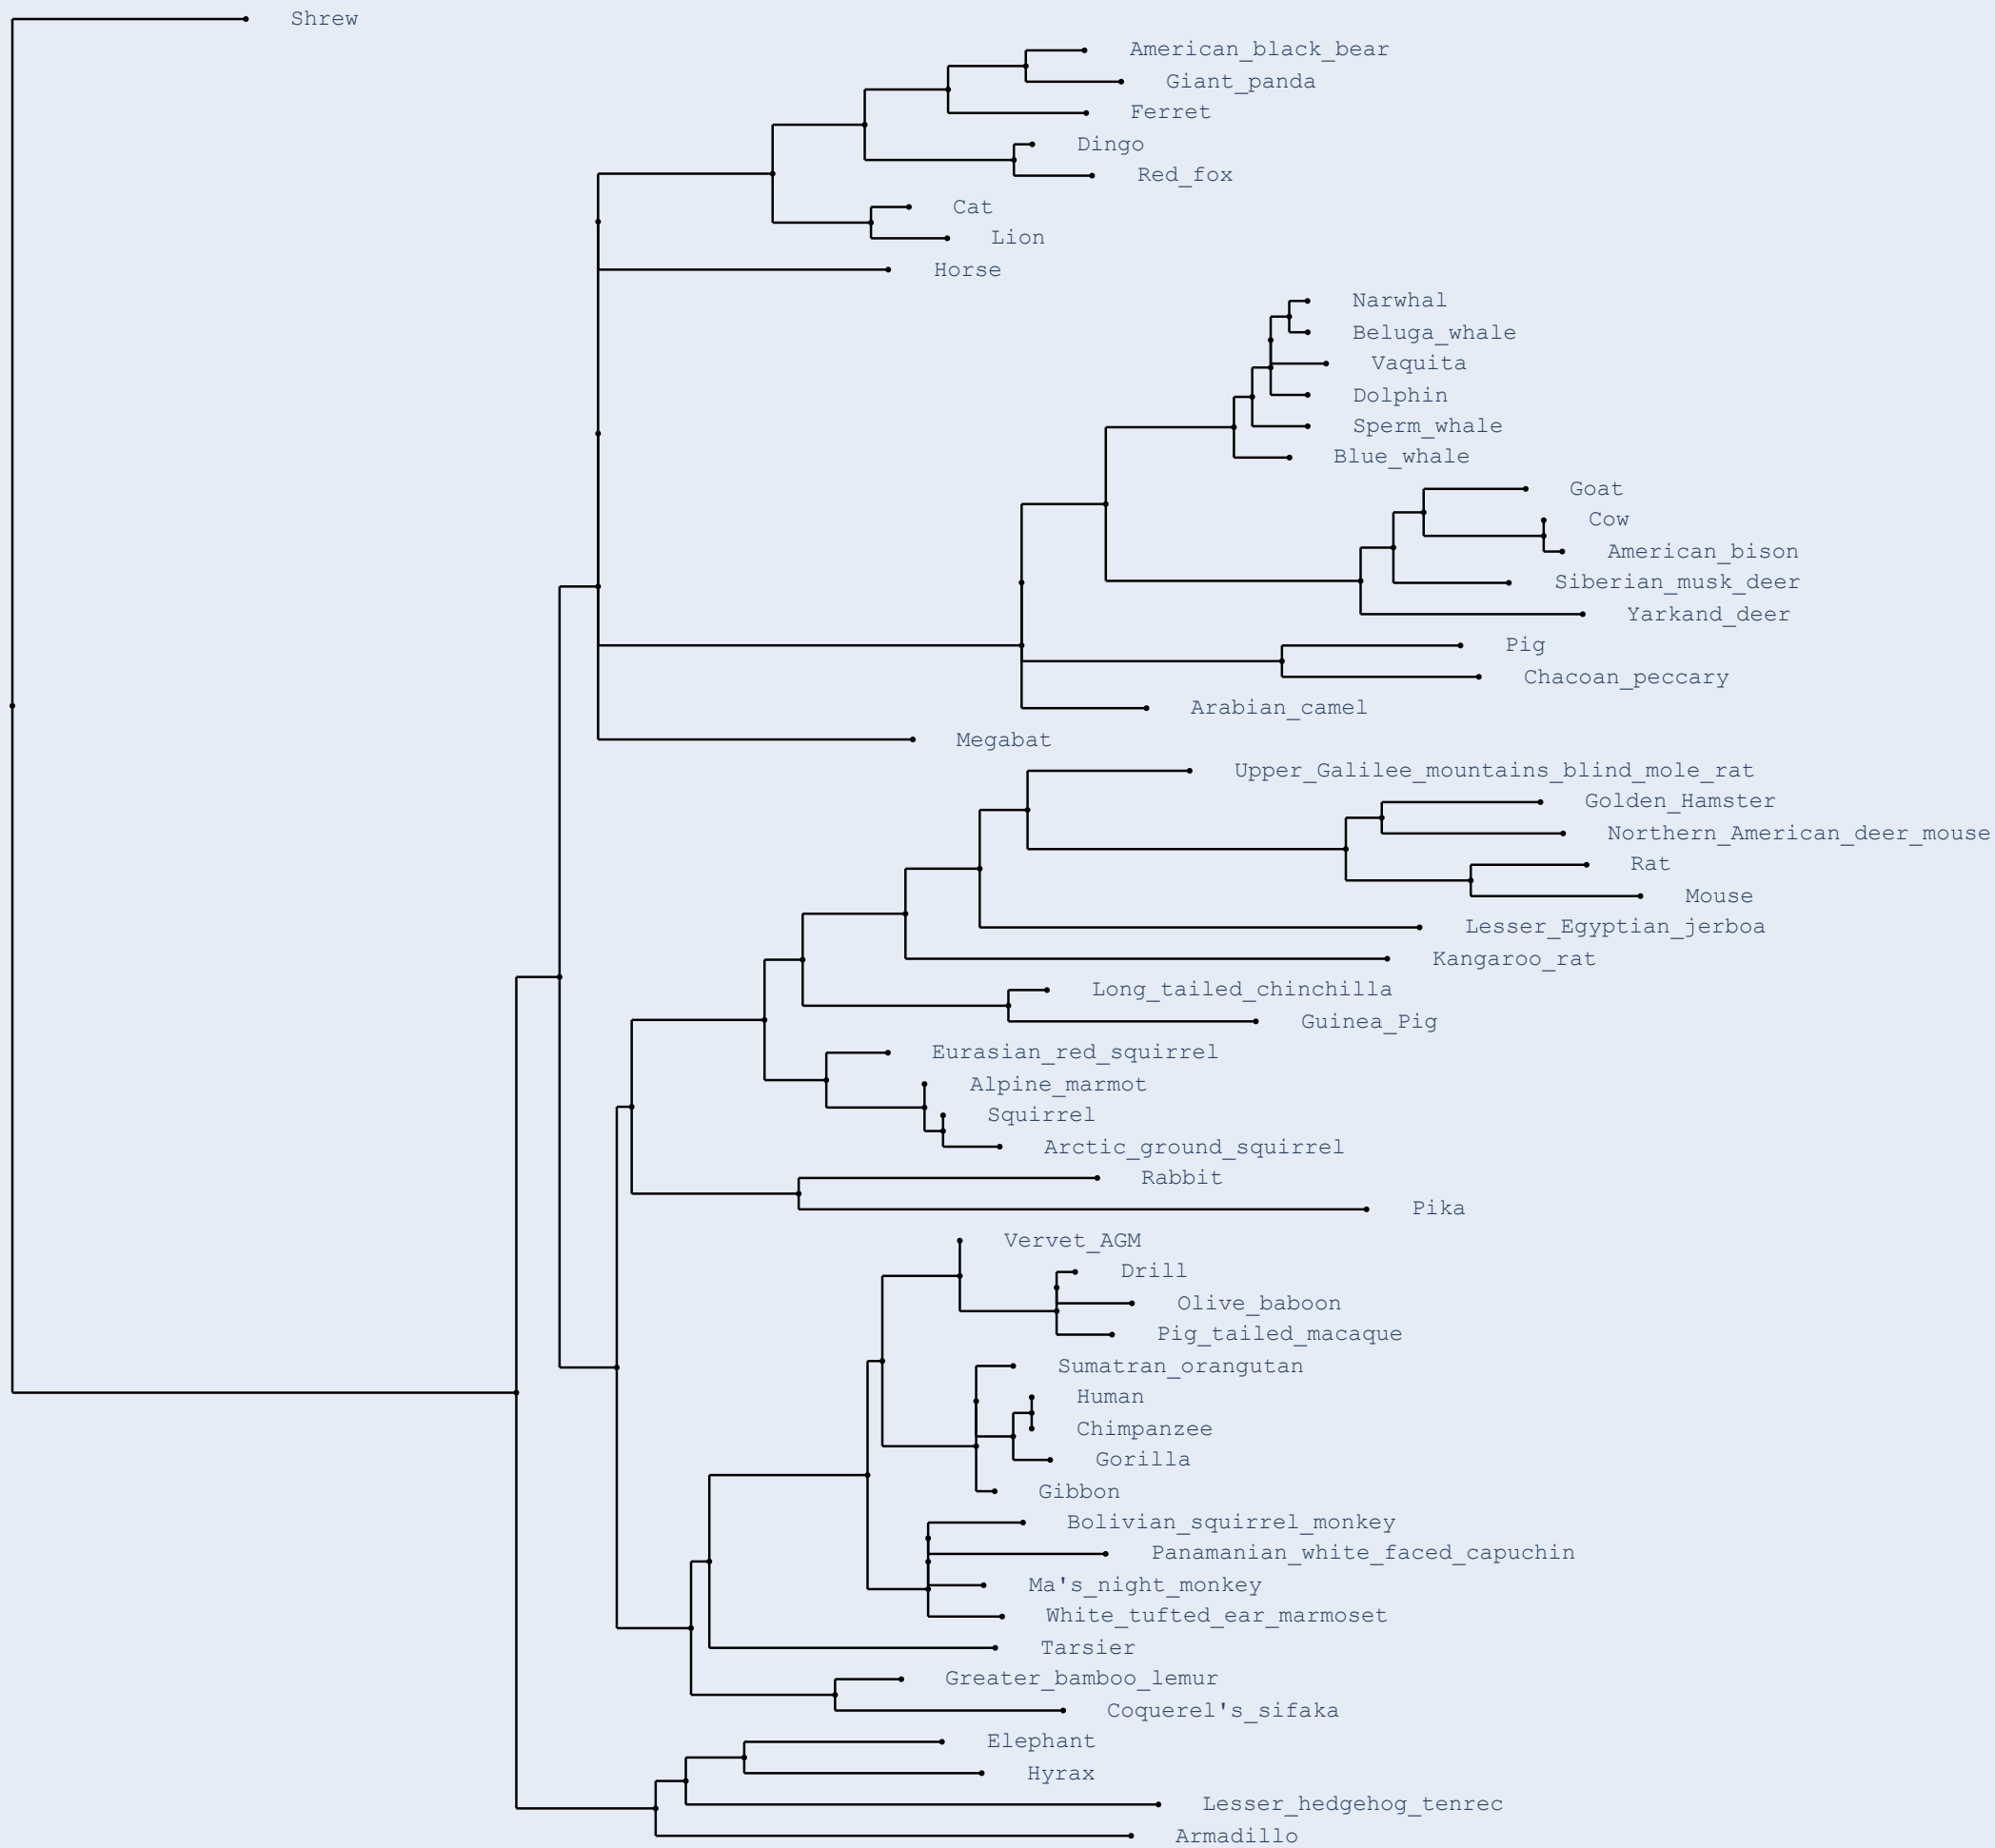 Shrew
American_black_bear
Giant_panda
Ferret
Dingo
Red_fox
Cat
Lion
Horse
Narwhal
Beluga_whale
Vaquita
Dolphin
Sperm_whale
Blue_whale
Goat
Cow
American_bison
Siberian_musk_deer
Yarkand_deer
Pig
Chacoan_peccary
Arabian_camel
Megabat
Upper_Galilee_mountains_blind_mole_rat
Golden_Hamster
Northern_American_deer_mouse
Rat
Mouse
Lesser_Egyptian_jerboa
Kangaroo_rat
Long_tailed_chinchilla
Guinea_Pig
Eurasian_red_squirrel
Alpine_marmot
Squirrel
Arctic_ground_squirrel
Rabbit
Pika
Vervet_AGM
Drill
Olive_baboon
Pig_tailed_macaque
Sumatran_orangutan
Human
Chimpanzee
Gorilla
Gibbon
Bolivian_squirrel_monkey
Panamanian_white_faced_capuchin
Ma's_night_monkey
White_tufted_ear_marmoset
Tarsier
Greater_bamboo_lemur
Coquerel's_sifaka
Elephant
Hyrax
Lesser_hedgehog_tenrec
Armadillo